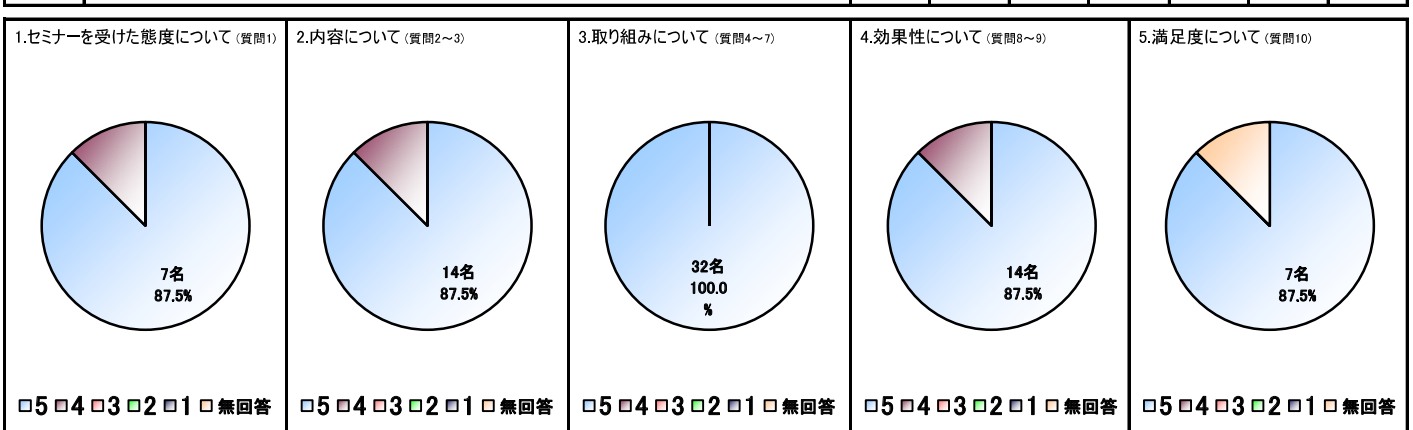 1.セミナーを受けた態度について (質問1)
7名
87.5%
5 4 3 2 1 無回答
2.内容について (質問2～3)
14名
87.5%
5 4 3 2 1 無回答
3.取り組みについて (質問4～7)
32名
100.0
%
5 4 3 2 1 無回答
4.効果性について (質問8～9)
14名
87.5%
5 4 3 2 1 無回答
5.満足度について (質問10)
7名
87.5%
5 4 3 2 1 無回答